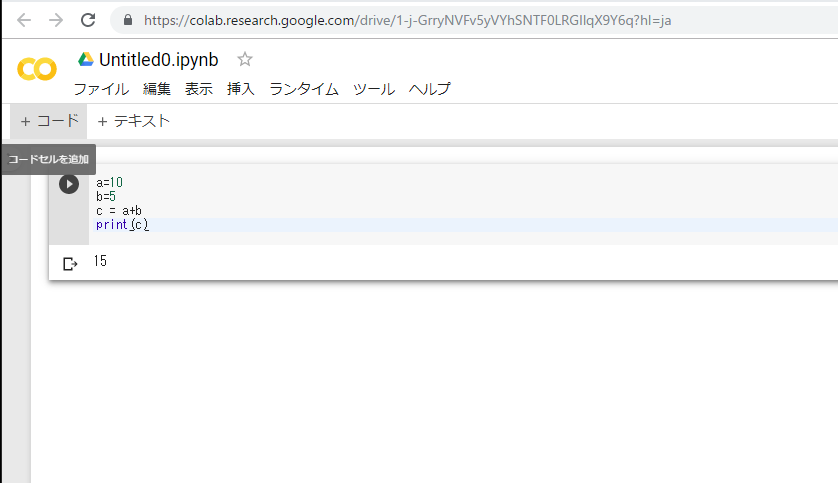 https://colab.research.google.com/drive/1-j-GrryNVFv5yVYhSNTF0LRGIlqX9Y6q?hl=ja
Untitled0.ipynb
ファイル 編集 表示 挿入 ランタイム ツール ヘルプ
+ コード + テキスト
コードセルを追加
a=10
b=5
c = a+b
print(c)
15